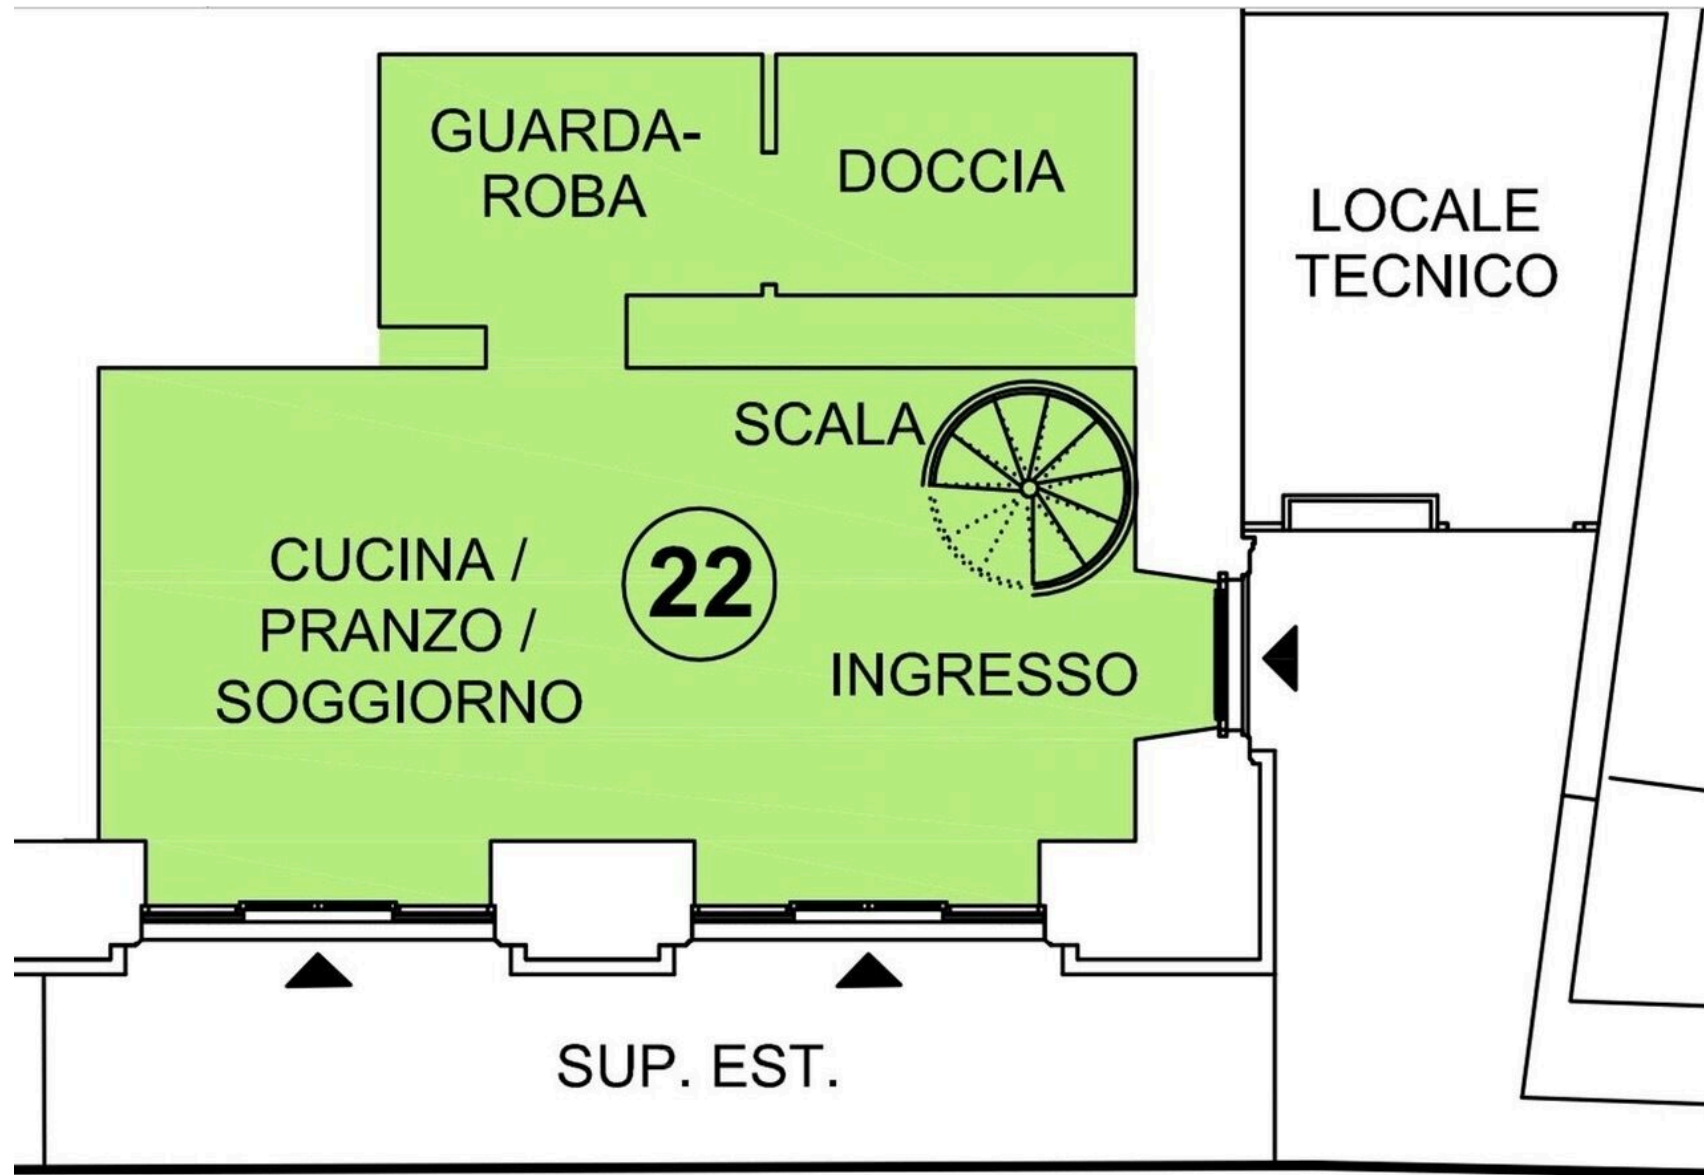 GUARDA-
ROBA
DOCCIA
LOCALE
TECNICO
SCALA
CUCINA /
PRANZO /
SOGGIORNO
22
INGRESSO
SUP. EST.